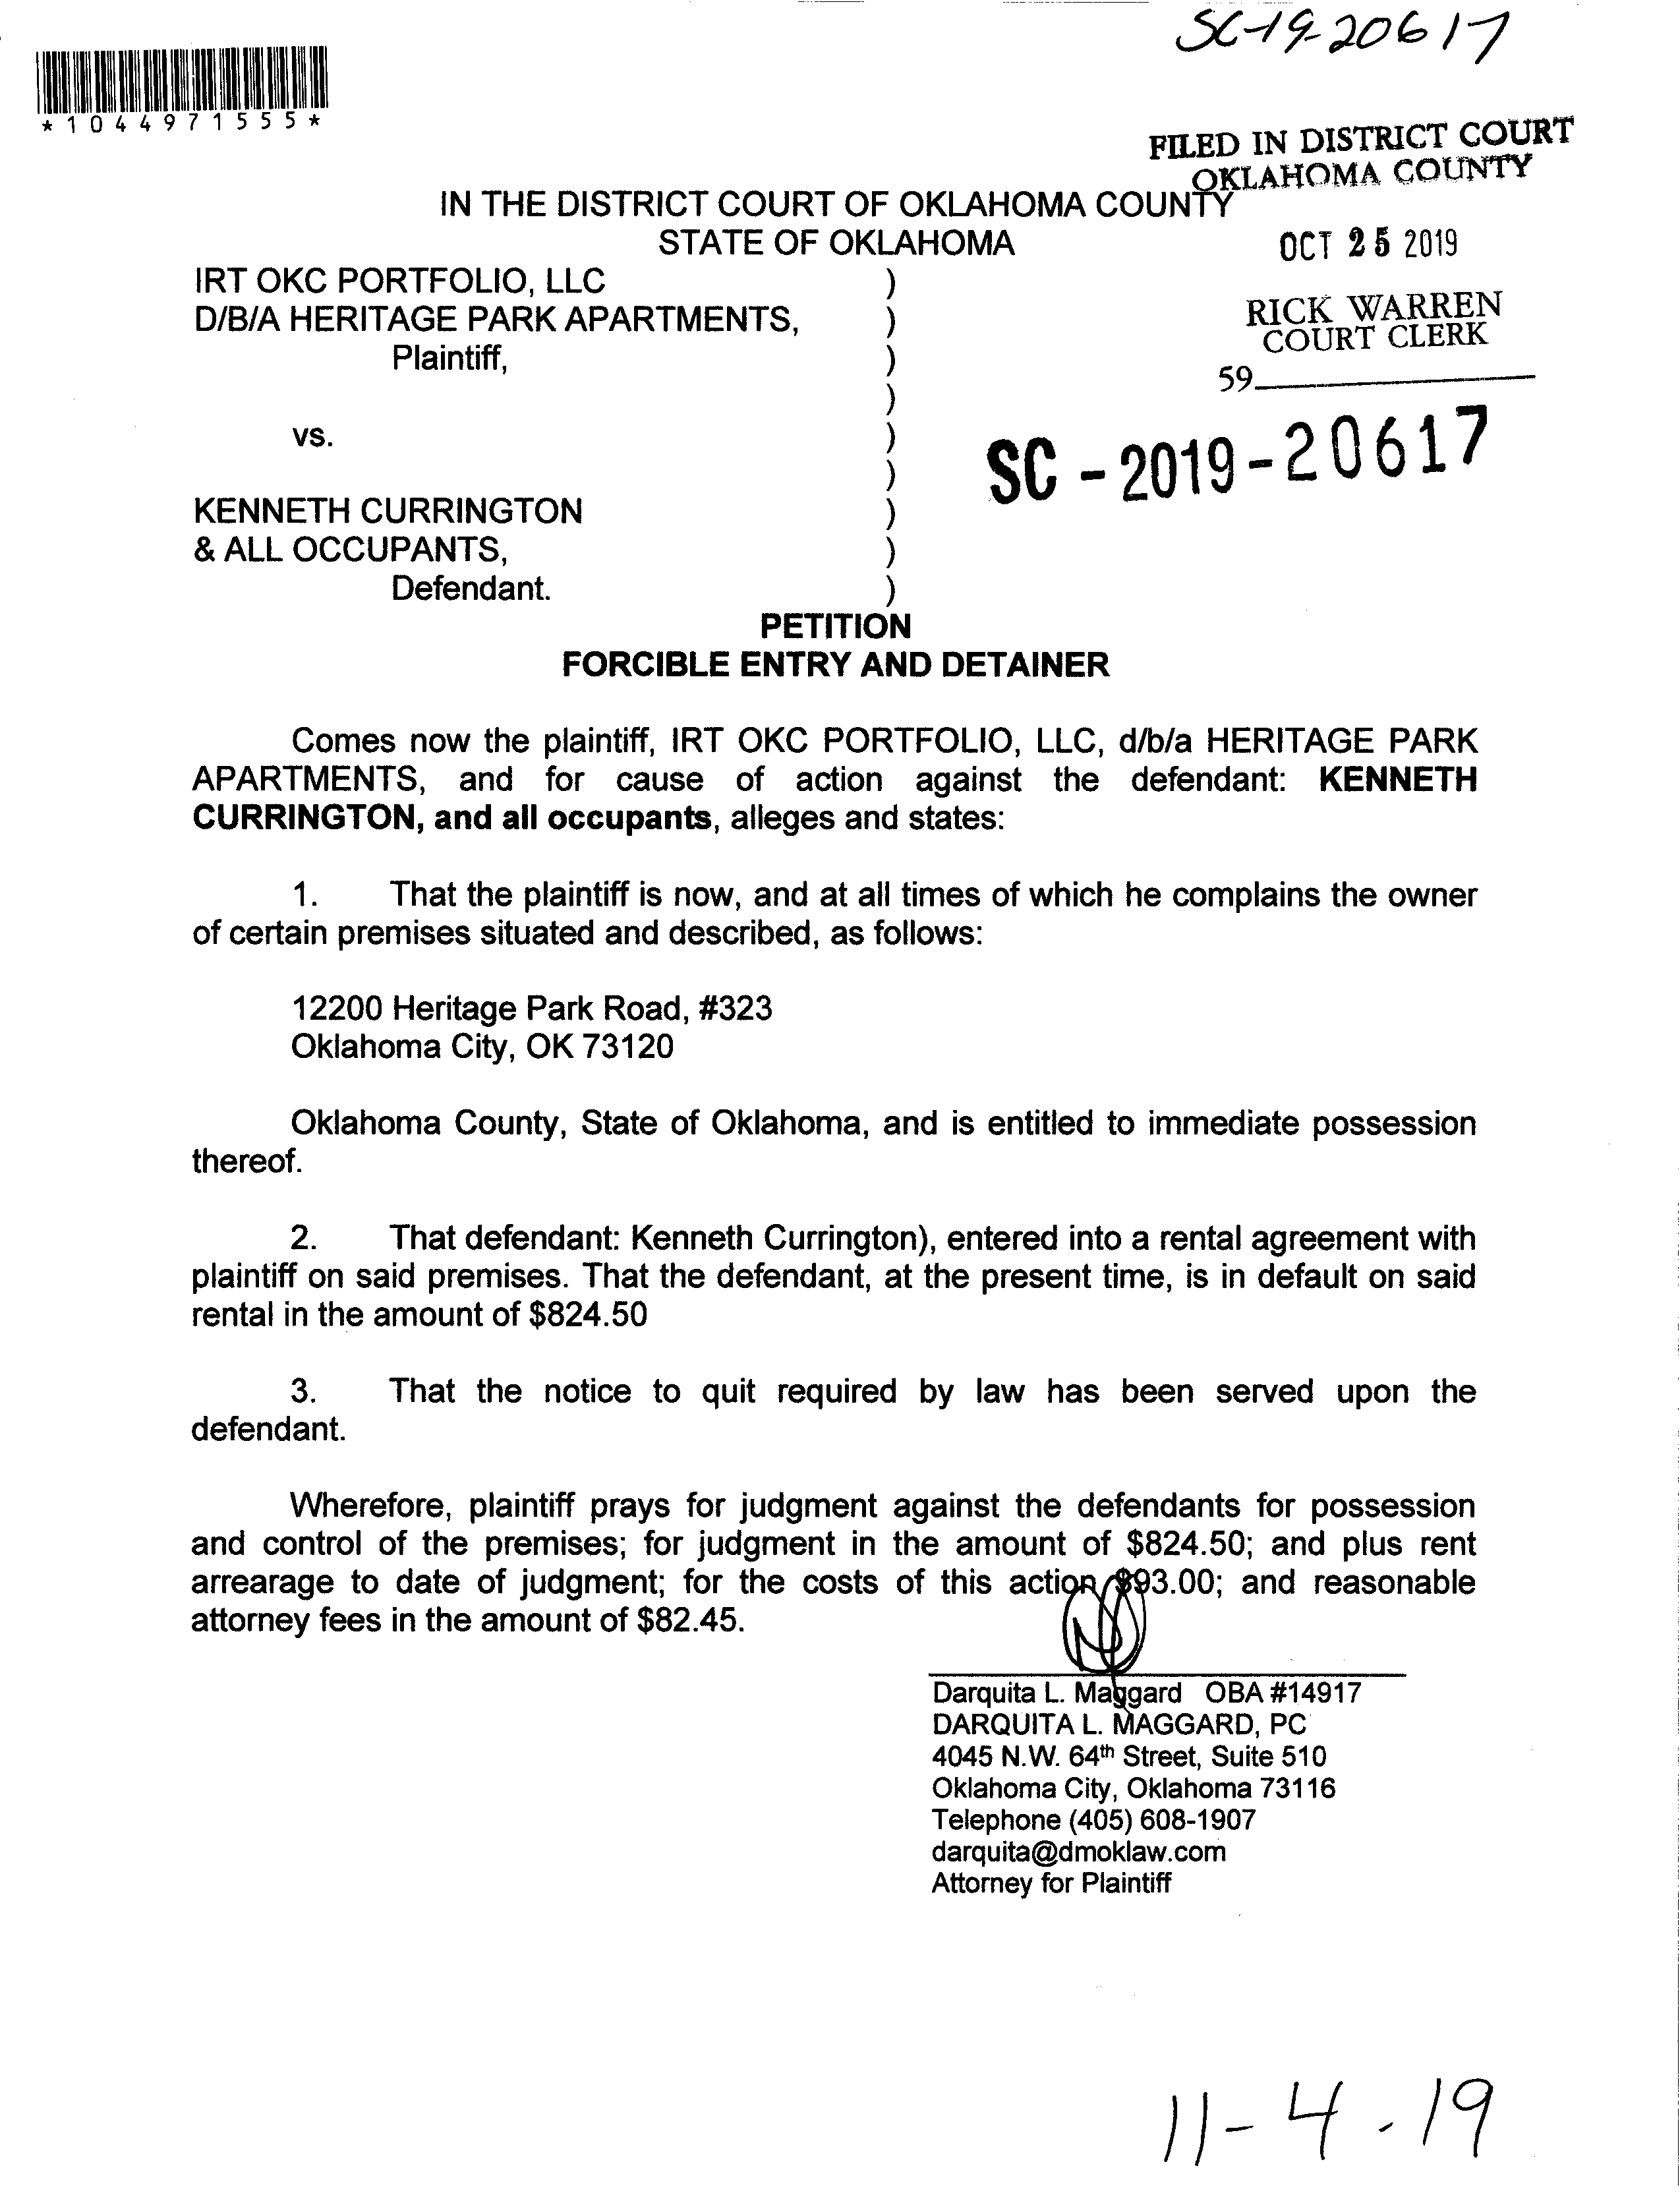 SC-19-20617
*1044971555*
FILED IN DISTRICT COURT
OKLAHOMA COUNTY
IN THE DISTRICT COURT OF OKLAHOMA COUNTY
STATE OF OKLAHOMA
OCT 25 2019
IRT OKC PORTFOLIO, LLC )
D/B/A HERITAGE PARK APARTMENTS, )
RICK WARREN
COURT CLERK
Plaintiff, )
59
)
vs. )
SC - 2019 - 20617
)
KENNETH CURRINGTON )
& ALL OCCUPANTS, )
Defendant. )
PETITION
FORCIBLE ENTRY AND DETAINER
Comes now the plaintiff, IRT OKC PORTFOLIO, LLC, d/b/a HERITAGE PARK
APARTMENTS, and for cause of action against the defendant: KENNETH
CURRINGTON, and all occupants, alleges and states:
1. That the plaintiff is now, and at all times of which he complains the owner
of certain premises situated and described, as follows:
12200 Heritage Park Road, #323
Oklahoma City, OK 73120
Oklahoma County, State of Oklahoma, and is entitled to immediate possession
thereof.
2. That defendant: Kenneth Currington), entered into a rental agreement with
plaintiff on said premises. That the defendant, at the present time, is in default on said
rental in the amount of $824.50
3. That the notice to quit required by law has been served upon the
defendant.
Wherefore, plaintiff prays for judgment against the defendants for possession
and control of the premises; for judgment in the amount of $824.50; and plus rent
arrearage to date of judgment; for the costs of this action $93.00; and reasonable
attorney fees in the amount of $82.45.
Darquita L. Maggard OBA #14917
DARQUITA L. MAGGARD, PC
4045 N.W. 64th Street, Suite 510
Oklahoma City, Oklahoma 73116
Telephone (405) 608-1907
darquita@dmoklaw.com
Attorney for Plaintiff
11-4-19